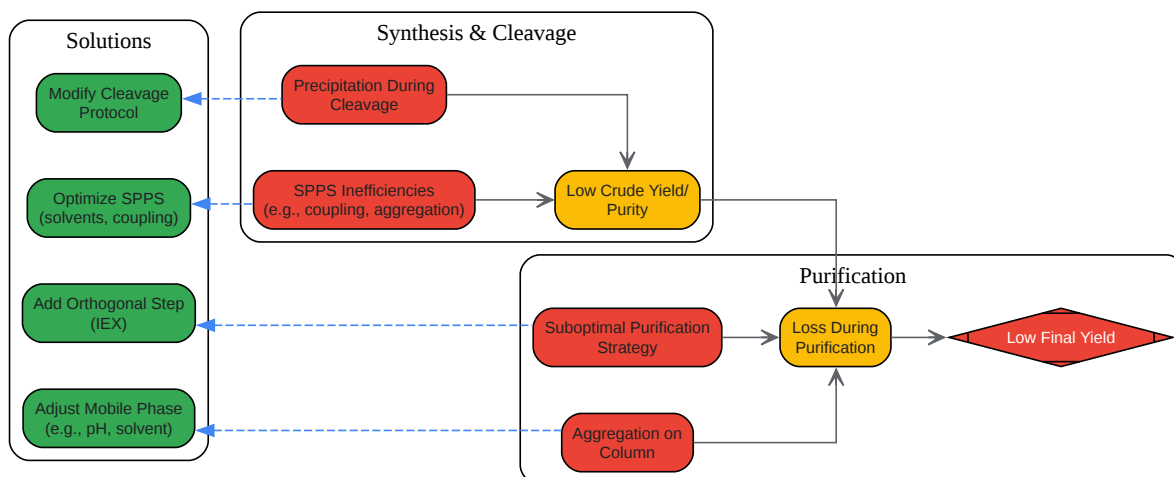 Solutions
Modify Cleavage
Protocol
Optimize SPPS
(solvents, coupling)
Add Orthogonal Step
(IEX)
Adjust Mobile Phase
(e.g., pH, solvent)
Synthesis & Cleavage
Precipitation During
Cleavage
SPPS Inefficiencies
(e.g., coupling, aggregation)
Low Crude Yield/
Purity
Purification
Suboptimal Purification
Strategy
Loss During
Purification
Low Final Yield
Aggregation on
Column